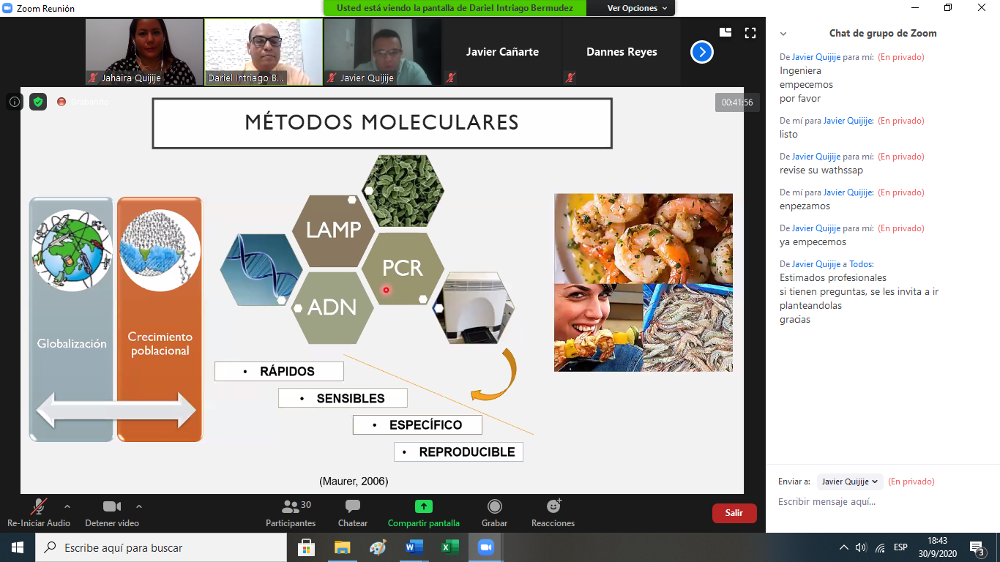 Zoom Reunión
Usted está viendo la pantalla de Dariel Intriago Bermudez
Ver Opciones
Jahaira Quijije
Dariel Intriago B...
Javier Quijije
Javier Cañarte
Dannes Reyes
Grabando
00:41:56
MÉTODOS MOLECULARES
LAMP
PCR
ADN
Globalización
Crecimiento
poblacional
• RÁPIDOS
• SENSIBLES
• ESPECÍFICO
• REPRODUCIBLE
(Maurer, 2006)
Chat de grupo de Zoom
De Javier Quijije para mí: (En privado)
Ingeniera
empecemos
por favor
De mí para Javier Quijije: (En privado)
listo
De Javier Quijije para mí: (En privado)
revise su wathssap
De mí para Javier Quijije: (En privado)
enpezamos
De Javier Quijije para mí: (En privado)
ya empecemos
De Javier Quijije a Todos:
Estimados profesionales
si tienen preguntas, se les invita a ir
planteandolas
gracias
Enviar a: Javier Quijije (En privado)
Escribir mensaje aquí...
Re-Iniciar Audio
Detener video
30
Participantes
Chatear
Compartir pantalla
Grabar
Reacciones
Salir
Escribe aquí para buscar
ESP
18:43
30/9/2020
3